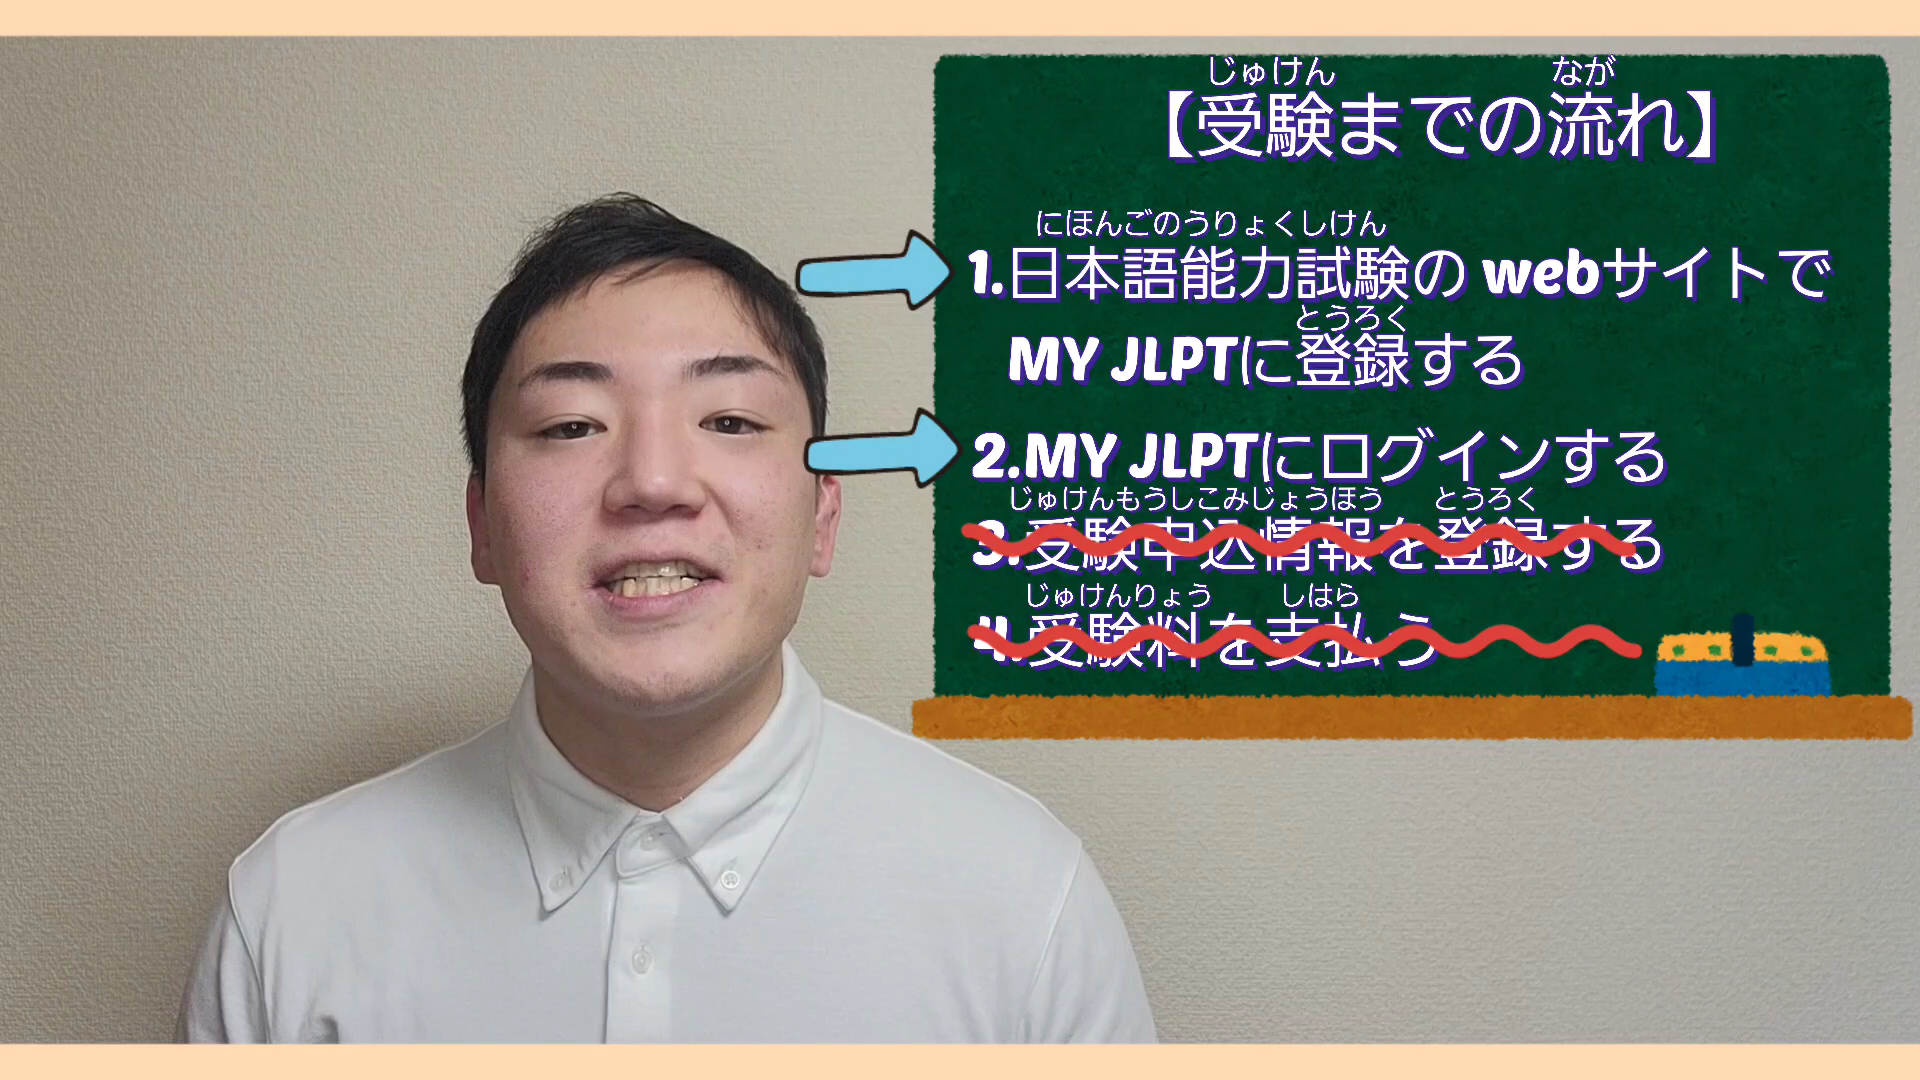 じゅけん なが
【受験までの流れ】
にほんごのうりょくしけん
1.日本語能力試験の webサイトで
とうろく
MY JLPTに登録する
2.MY JLPTにログインする
じゅけんもうしこみじょうほう とうろく
3.受験申込情報を登録する
じゅけんりょう しはら
4.受験料を支払う